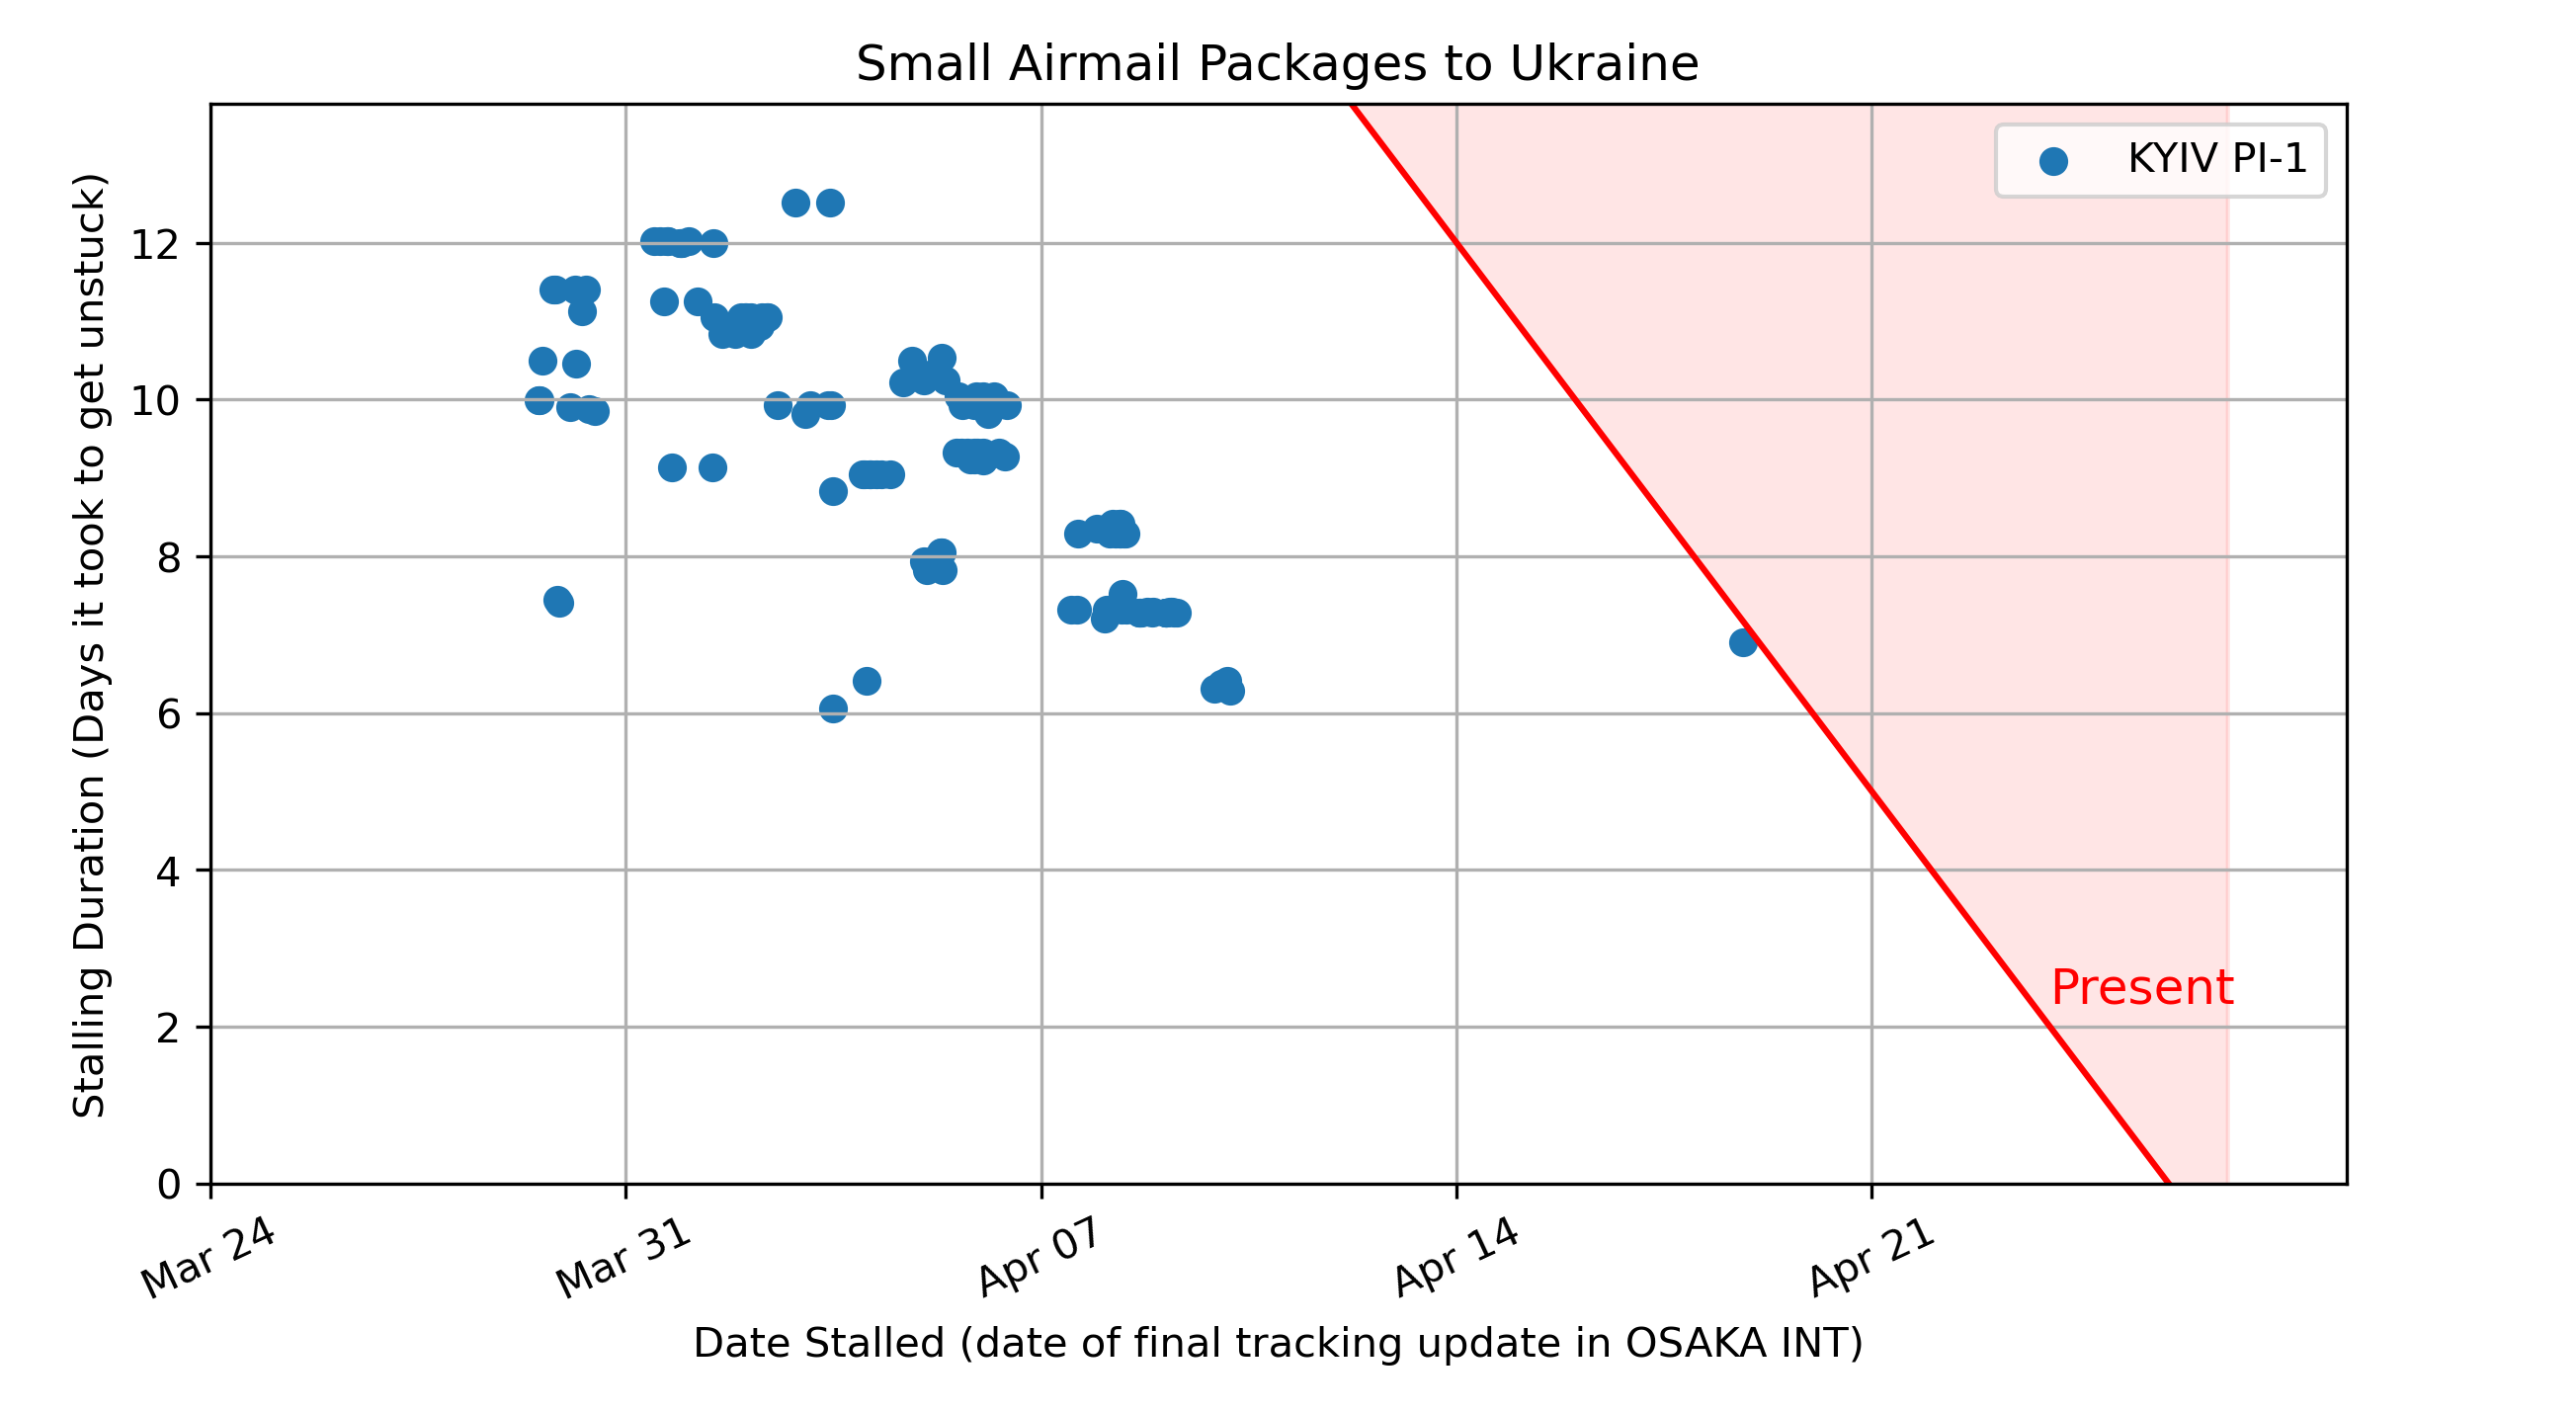 Small Airmail Packages to Ukraine
KYIV PI-1
Stalling Duration (Days it took to get unstuck)
12
10
8
6
4
2
0
Present
Mar 24
Mar 31
Apr 07
Apr 14
Apr 21
Date Stalled (date of final tracking update in OSAKA INT)